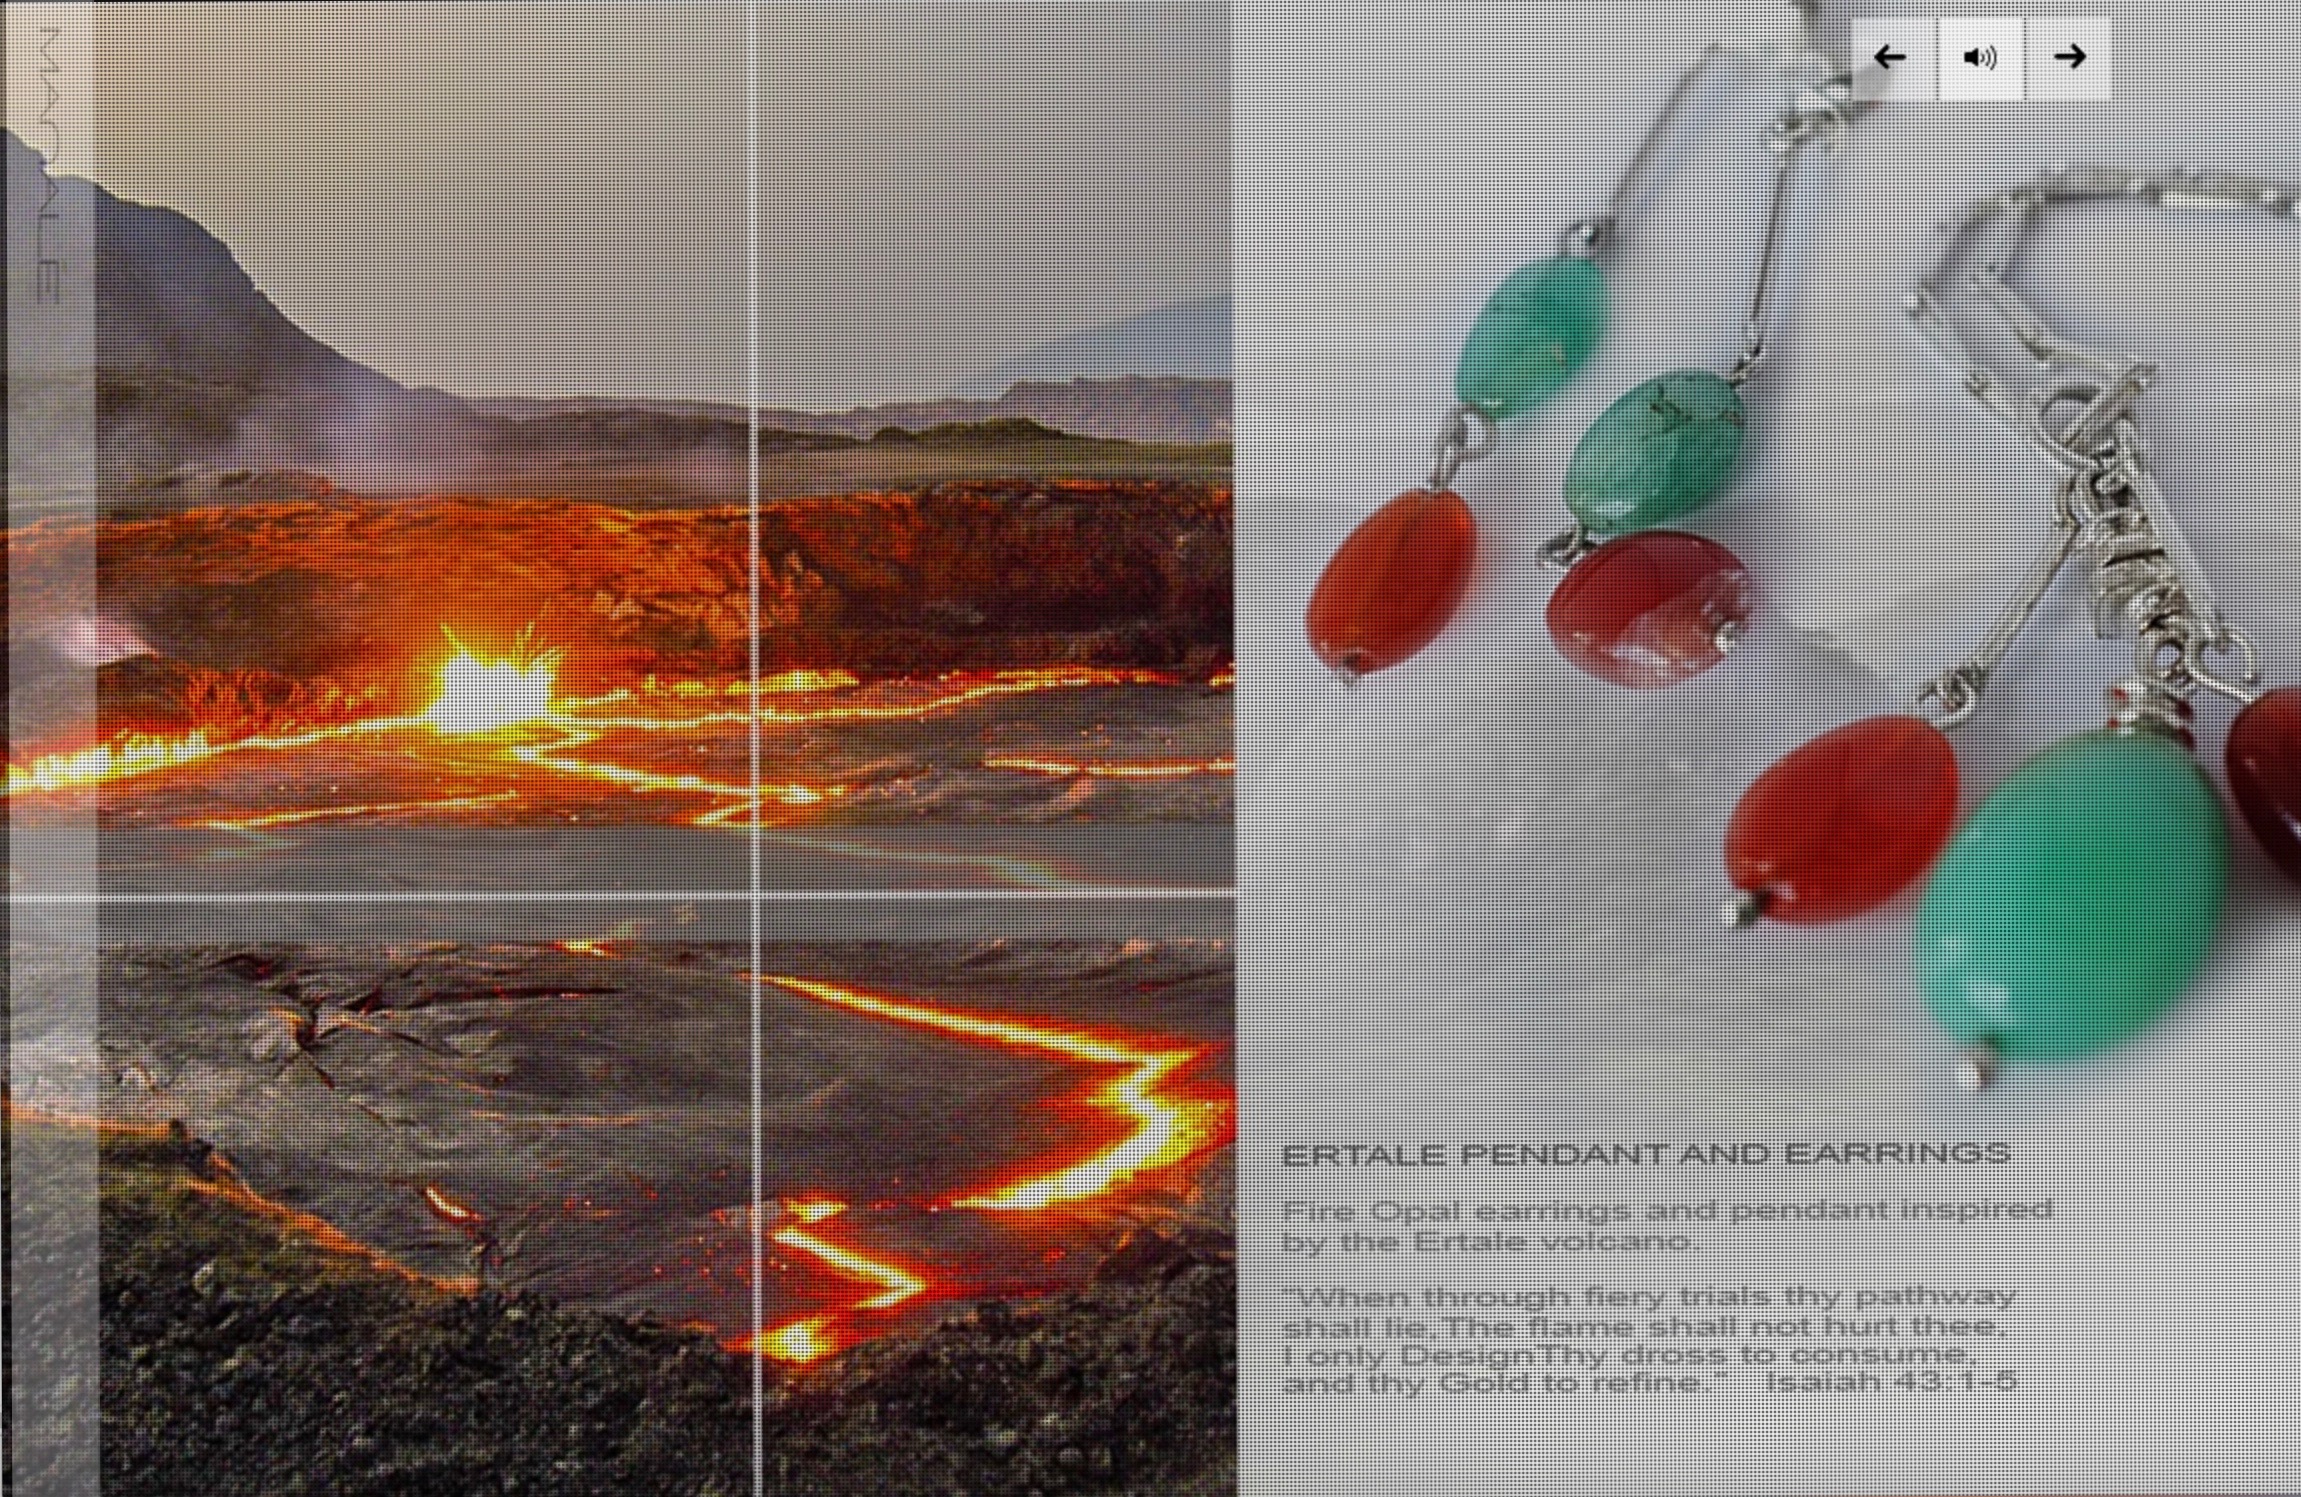 MAQALE
ERTALE PENDANT AND EARRINGS
Fire Opal earrings and pendant inspired
by the Ertale volcano.
"When through fiery trials thy pathway
shall lie,The flame shall not hurt thee.
I only DesignThy dross to consume,
and thy Gold to refine." Isaiah 43:1-5